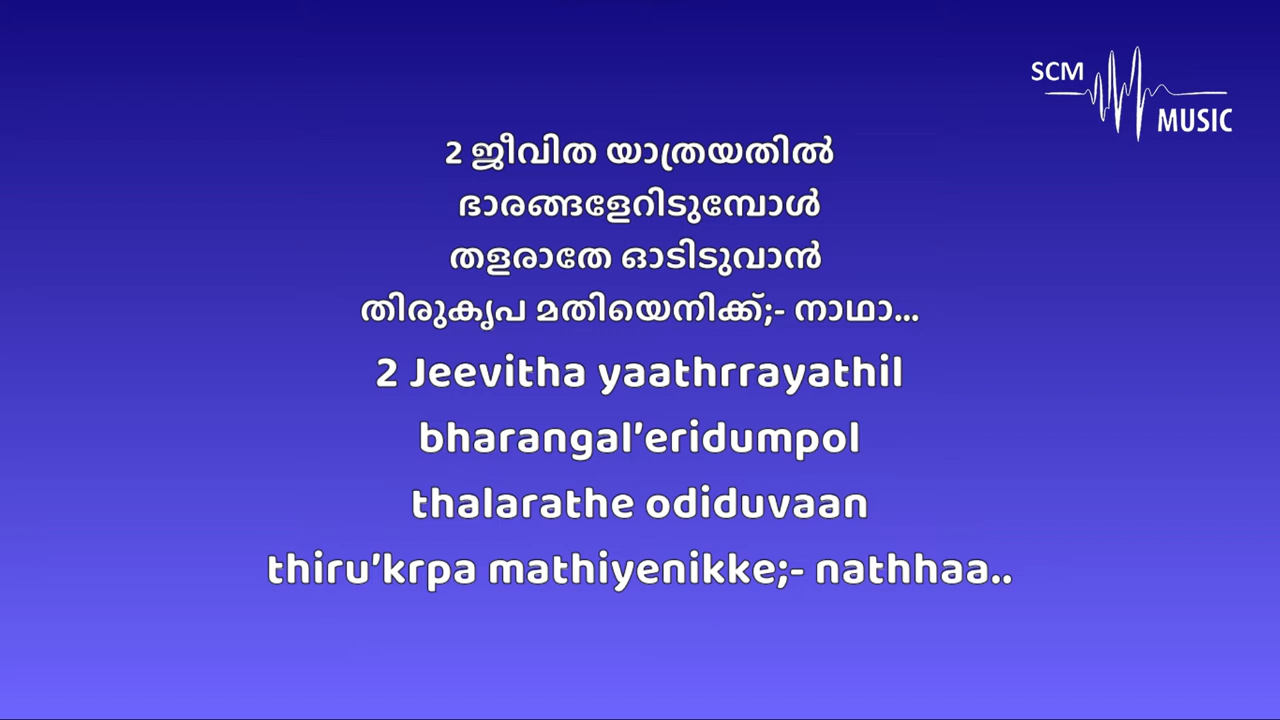 SCM
MUSIC
2 ജീവിത യാത്രയതിൽ
ഭാരങ്ങളേറിടുമ്പോൾ
തളരാതേ ഓടിടുവാൻ
തിരുകൃപ മതിയെനിക്ക്;- നാഥാ...
2 Jeevitha yaathrrayathil
bharangal’eridumpol
thalarathe odiduvaan
thiru’krpa mathiyenikke;- nathhaa..